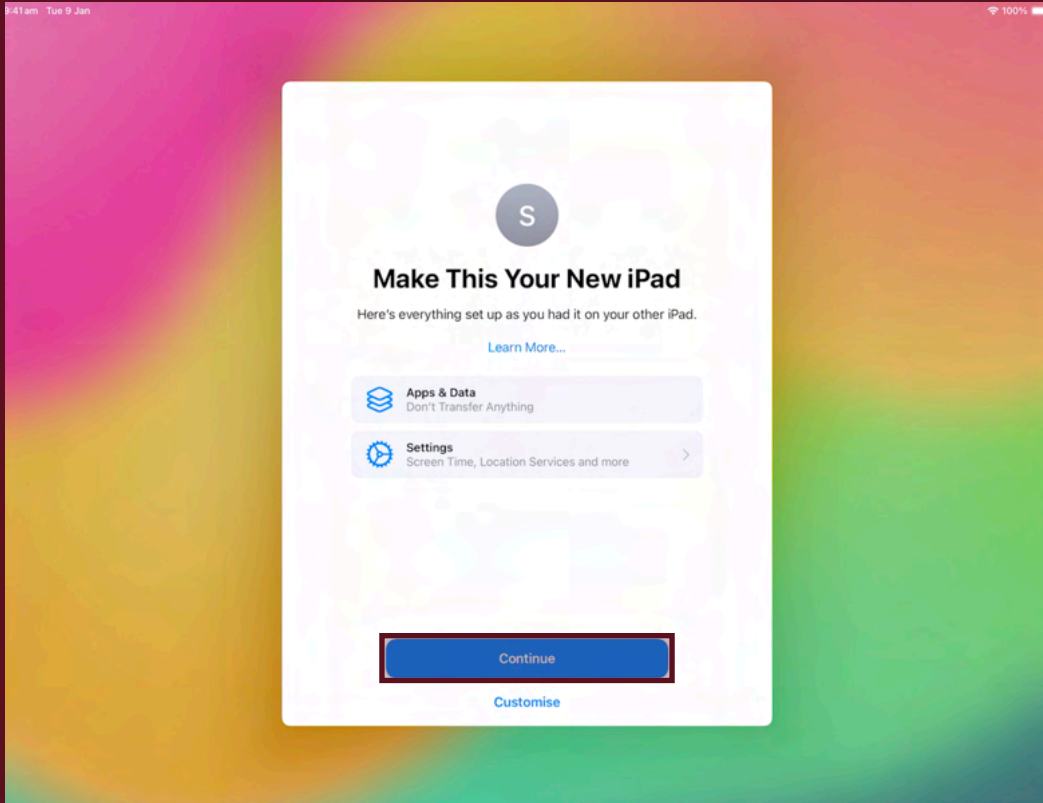 9:41am Tue 9 Jan
100%
S
Make This Your New iPad
Here's everything set up as you had it on your other iPad.
Learn More...
Apps & Data
Don't Transfer Anything
Settings
Screen Time, Location Services and more
Continue
Customise